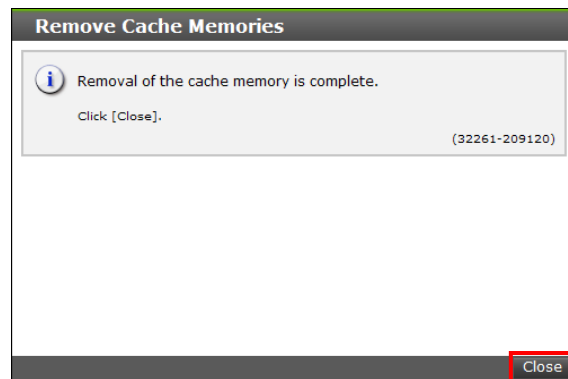 Remove Cache Memories
Removal of the cache memory is complete.
Click [Close].
(32261-209120)
Close